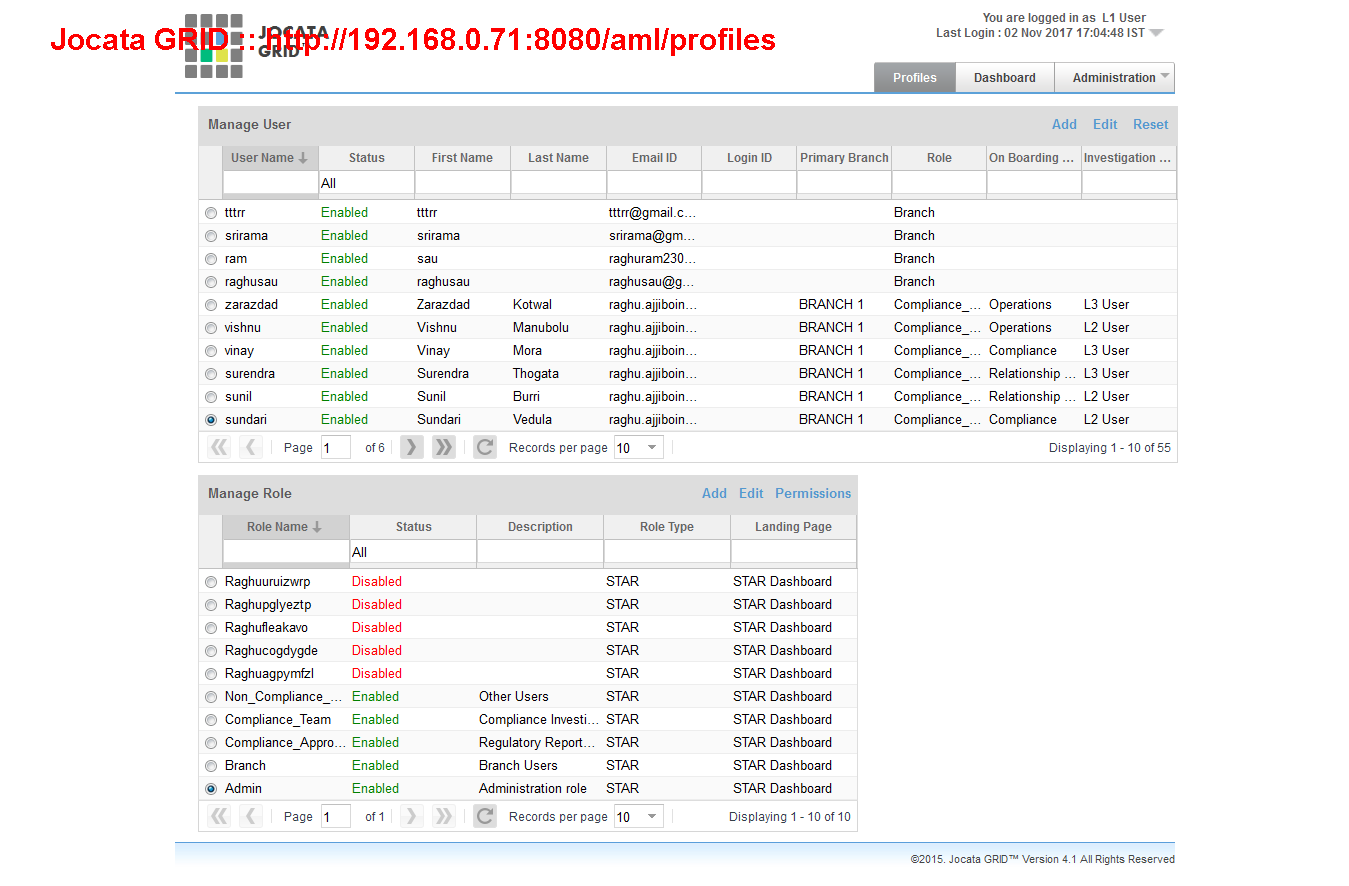 You are logged in as L1 User
Last Login : 02 Nov 2017 17:04:48 IST
JOCATA
GRID™
Jocata GRID :: http://192.168.0.71:8080/aml/profiles
Profiles Dashboard Administration
Manage User Add Edit Reset
User Name Status First Name Last Name Email ID Login ID Primary Branch Role On Boarding ... Investigation ...
All
tttrr Enabled tttrr tttrr@gmail.c... Branch
srirama Enabled srirama srirama@gm... Branch
ram Enabled sau raghuram230... Branch
raghusau Enabled raghusau raghusau@g... Branch
zarazdad Enabled Zarazdad Kotwal raghu.ajjiboin... BRANCH 1 Compliance_... Operations L3 User
vishnu Enabled Vishnu Manubolu raghu.ajjiboin... BRANCH 1 Compliance_... Operations L2 User
vinay Enabled Vinay Mora raghu.ajjiboin... BRANCH 1 Compliance_... Compliance L3 User
surendra Enabled Surendra Thogata raghu.ajjiboin... BRANCH 1 Compliance_... Relationship ... L3 User
sunil Enabled Sunil Burri raghu.ajjiboin... BRANCH 1 Compliance_... Relationship ... L2 User
sundari Enabled Sundari Vedula raghu.ajjiboin... BRANCH 1 Compliance_... Compliance L2 User
Page 1 of 6 Records per page 10 Displaying 1 - 10 of 55
Manage Role Add Edit Permissions
Role Name Status Description Role Type Landing Page
All
Raghuuruizwrp Disabled STAR STAR Dashboard
Raghupglyeztp Disabled STAR STAR Dashboard
Raghufleakavo Disabled STAR STAR Dashboard
Raghucogdygde Disabled STAR STAR Dashboard
Raghuagpymfzl Disabled STAR STAR Dashboard
Non_Compliance_... Enabled Other Users STAR STAR Dashboard
Compliance_Team Enabled Compliance Investi... STAR STAR Dashboard
Compliance_Appro... Enabled Regulatory Report... STAR STAR Dashboard
Branch Enabled Branch Users STAR STAR Dashboard
Admin Enabled Administration role STAR STAR Dashboard
Page 1 of 1 Records per page 10 Displaying 1 - 10 of 10
©2015. Jocata GRID™ Version 4.1 All Rights Reserved